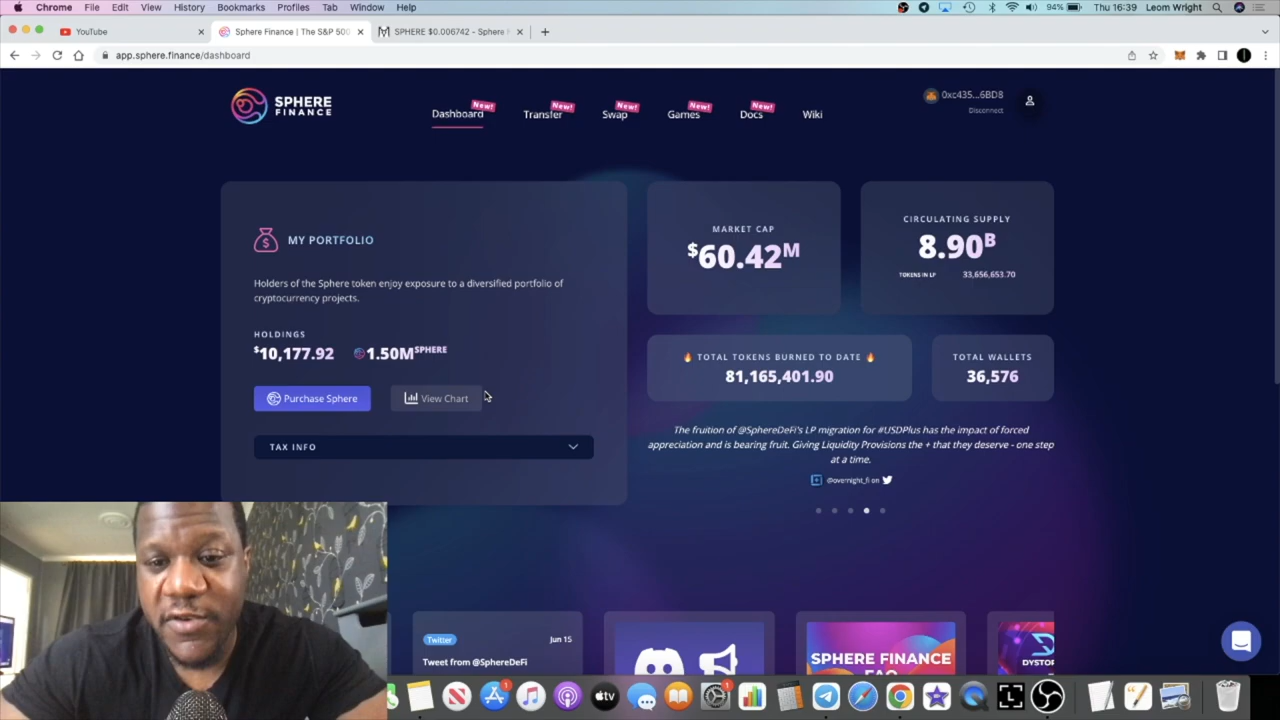 Chrome File Edit View History Bookmarks Profiles Tab Window Help
94% Thu 16:39 Leom Wright
YouTube
Sphere Finance | The S&P 500
SPHERE $0.006742 - Sphere
app.sphere.finance/dashboard
SPHERE FINANCE
Dashboard New!
Transfer New!
Swap New!
Games New!
Docs New!
Wiki
0xc435...6BD8
Disconnect
MY PORTFOLIO
Holders of the Sphere token enjoy exposure to a diversified portfolio of
cryptocurrency projects.
HOLDINGS
$10,177.92 1.50M SPHERE
Purchase Sphere
View Chart
TAX INFO
MARKET CAP
$60.42M
CIRCULATING SUPPLY
8.90B
TOKENS IN LP 33,656,653.70
🔥 TOTAL TOKENS BURNED TO DATE 🔥
81,165,401.90
TOTAL WALLETS
36,576
The fruition of @SphereDeFi's LP migration for #USDPlus has the impact of forced
appreciation and is bearing fruit. Giving Liquidity Provisions the + that they deserve - one step
at a time.
@overnight_fi on
Twitter
Jun 15
Tweet from @SphereDeFi
SPHERE FINANCE
FAQ
DYSTOP
tv
1
1